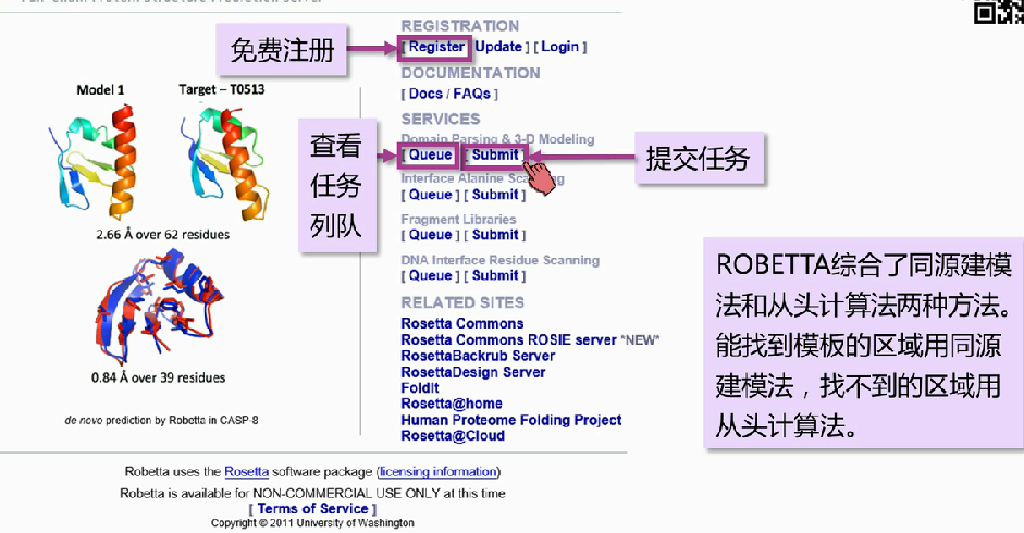 Full-chain Protein Structure Prediction Server
REGISTRATION
[ Register / Update ] [ Login ]
免费注册
DOCUMENTATION
[ Docs / FAQs ]
SERVICES
Domain Parsing & 3-D Modeling
[ Queue ] [ Submit ]
查看
任务
列队
提交任务
Interface Alanine Scanning
[ Queue ] [ Submit ]
Fragment Libraries
[ Queue ] [ Submit ]
DNA Interface Residue Scanning
[ Queue ] [ Submit ]
RELATED SITES
Rosetta Commons
Rosetta Commons ROSIE server *NEW*
RosettaBackrub Server
RosettaDesign Server
FoldIt
Rosetta@home
Human Proteome Folding Project
Rosetta@Cloud
Model 1
Target – T0513
2.66 Å over 62 residues
0.84 Å over 39 residues
de novo prediction by Robetta in CASP-8
ROBETTA综合了同源建模
法和从头计算法两种方法。
能找到模板的区域用同源
建模法，找不到的区域用
从头计算法。
Robetta uses the Rosetta software package (licensing information)
Robetta is available for NON-COMMERCIAL USE ONLY at this time
[ Terms of Service ]
Copyright © 2011 University of Washington